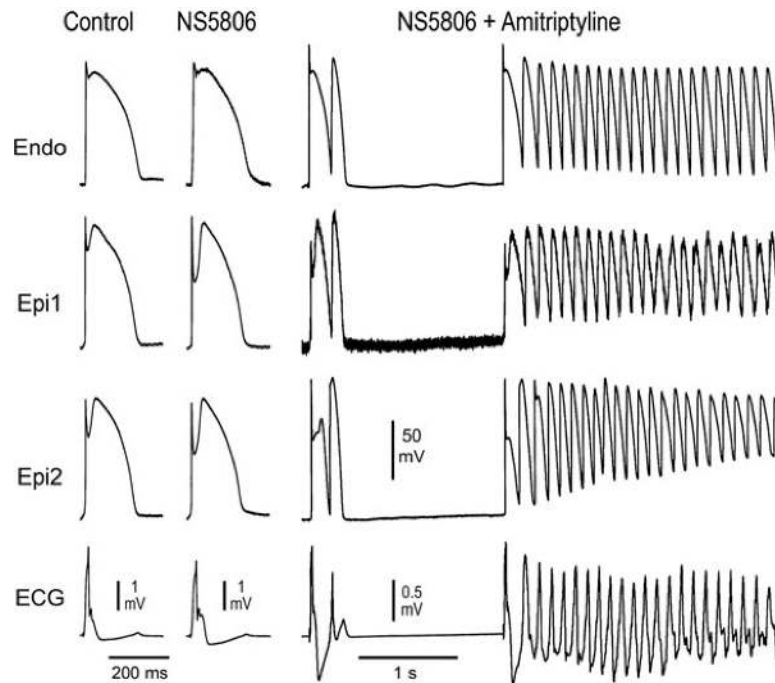 Control NS5806 NS5806 + Amitriptyline
Endo
Epi1
Epi2
50
mV
ECG
1
mV
1
mV
0.5
mV
200 ms
1 s